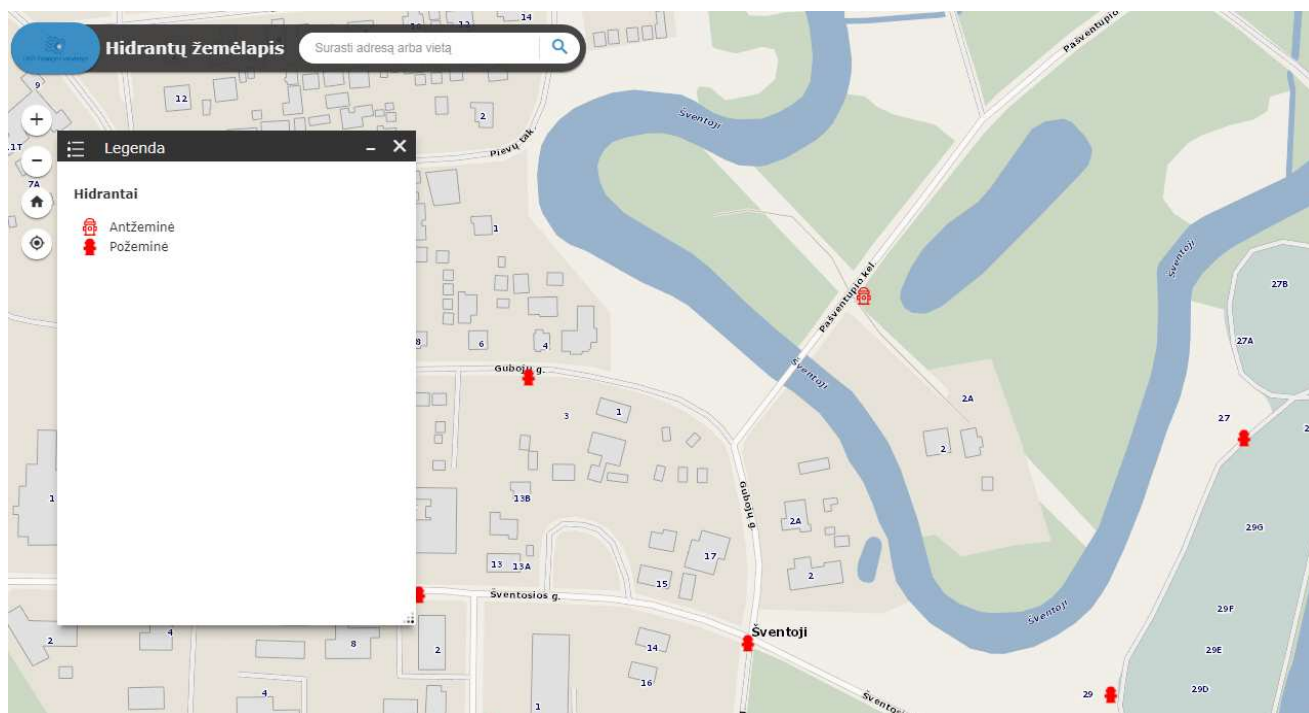 Hidrantų žemėlapis
Surasti adresą arba vietą
14
9
12
2
Pievų tak.
Šventoji
Pašventupio
+
−
7A
Legenda
Hidrantai
Antžeminė
Požeminė
1
Šventoji
27B
Pašventupio kel.
8
6
4
27A
Gubojų g.
Šventoji
3
1
2A
27
2
1
13B
Gubojų g.
2A
29G
17
13
13A
15
2
Šventosios g.
29F
Šventoji
Šventoji
2
4
8
2
14
29E
16
29
29D
4
1